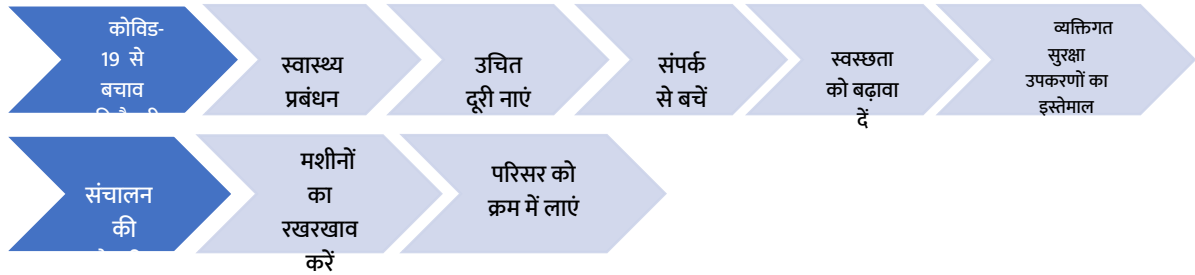 कोविड-
19 से
बचाव
स्वास्थ्य
प्रबंधन
उचित
दूरी नाएं
संपर्क
से बचें
स्वस्छता
को बढ़ावा
दें
व्यक्तिगत
सुरक्षा
उपकरणों का
इस्तेमाल
संचालन
की
मशीनों
का
रखरखाव
करें
परिसर को
क्रम में लाएं